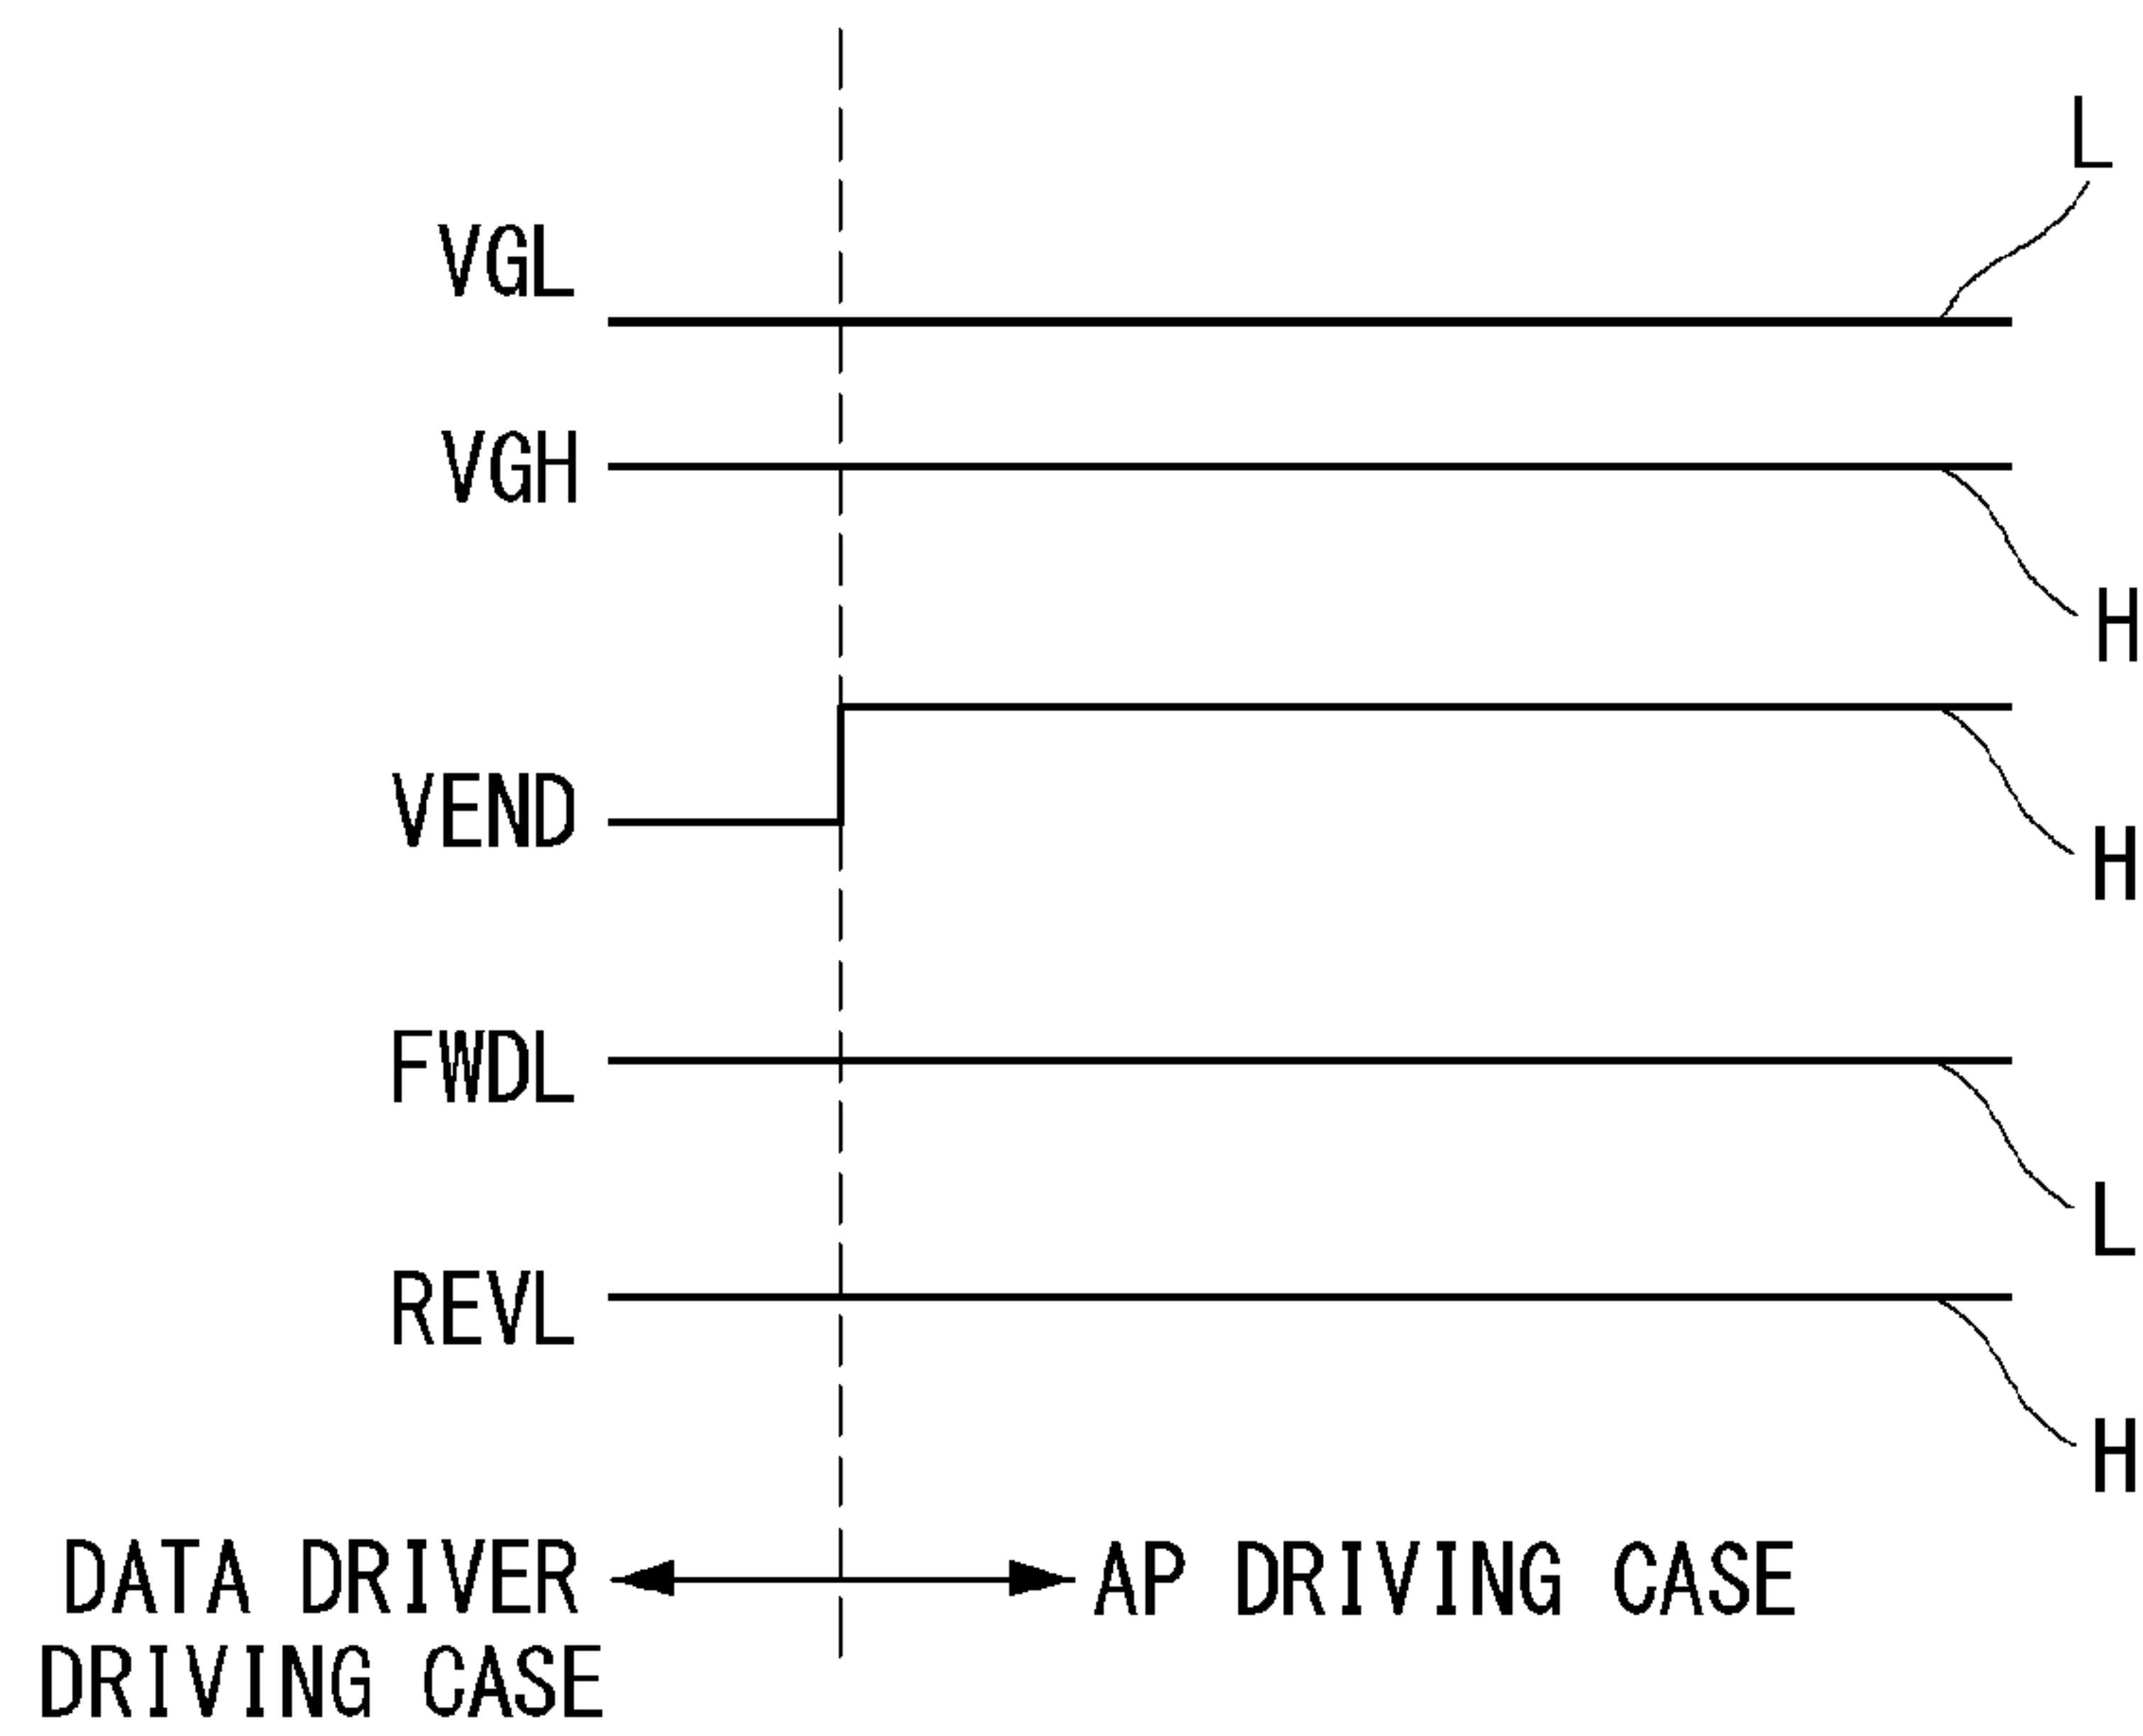 L
VGL
VGH
H
VEND
H
FWDL
L
REVL
H
DATA DRIVER
DRIVING CASE
AP DRIVING CASE